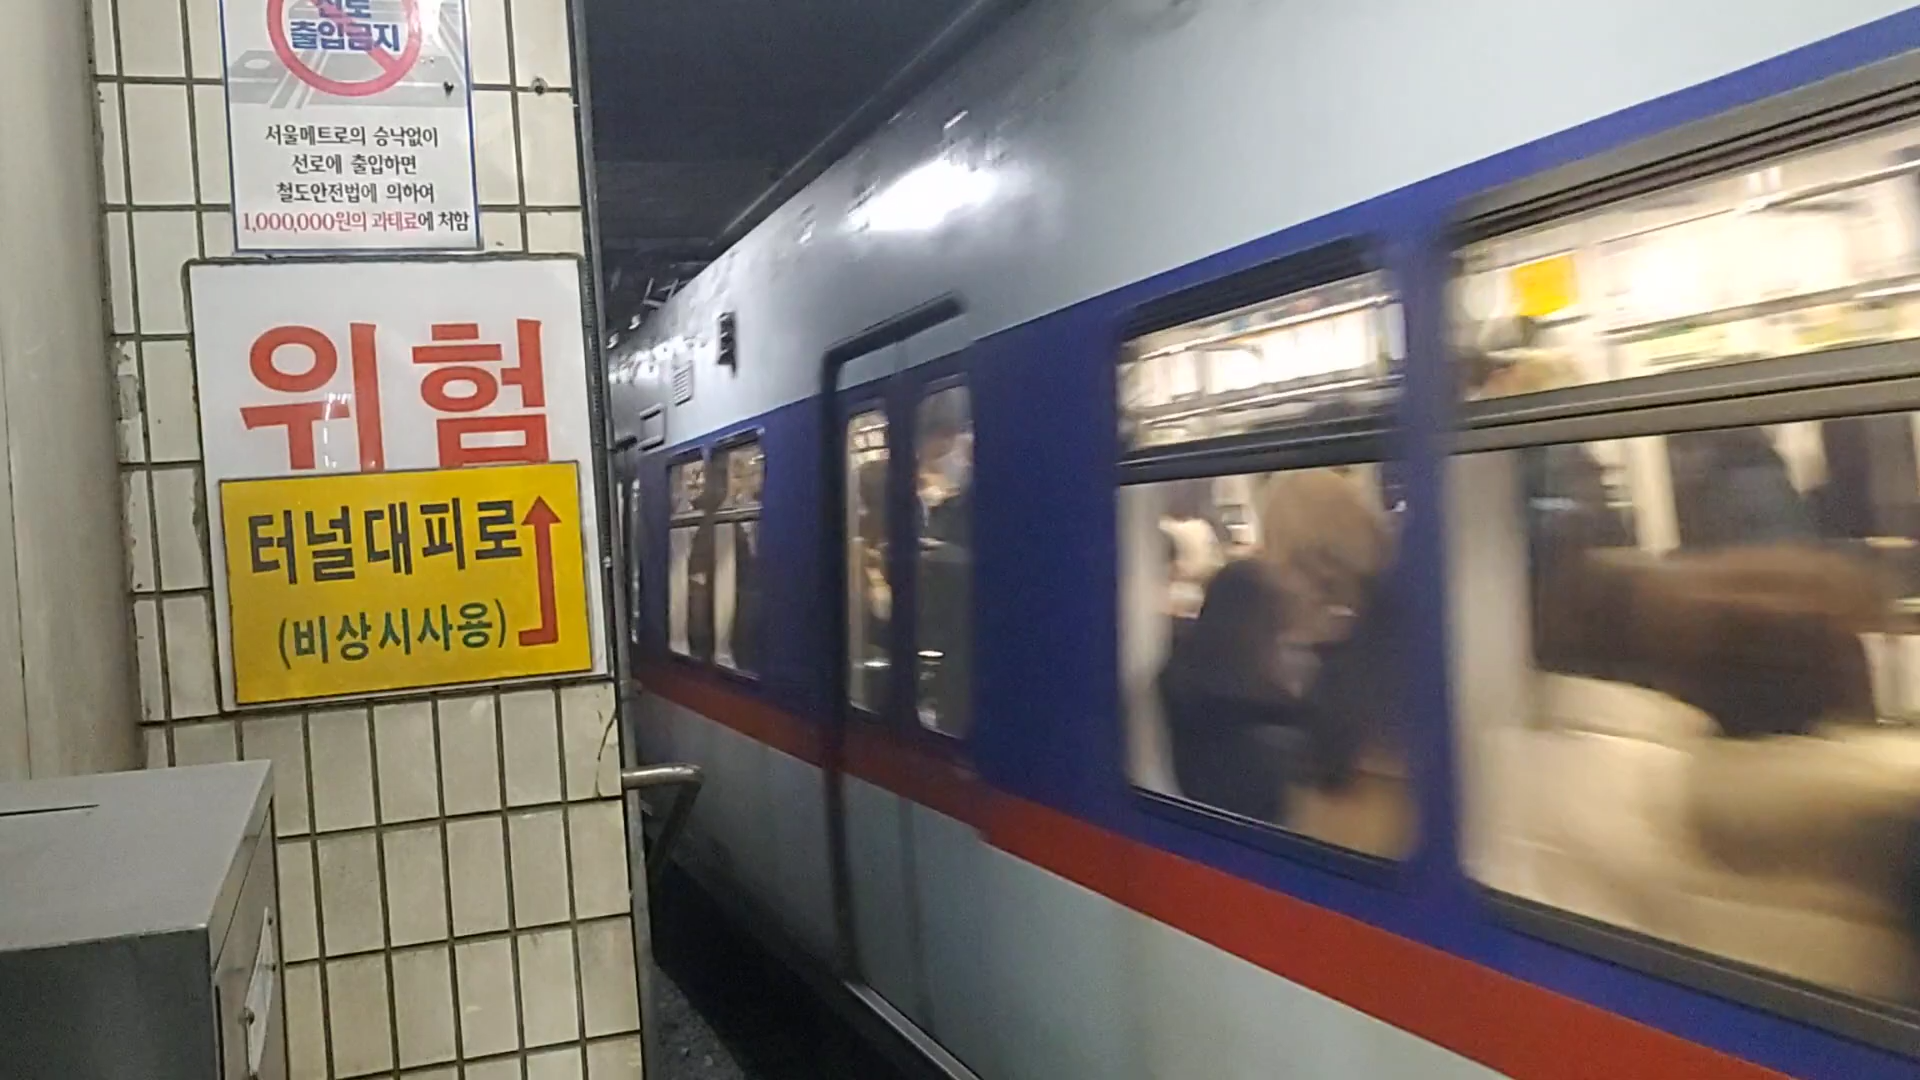 선로
출입금지
서울메트로의 승낙없이
선로에 출입하면
철도안전법에 의하여
1,000,000원의 과태료에 처함
위험
터널대피로
(비상시사용)